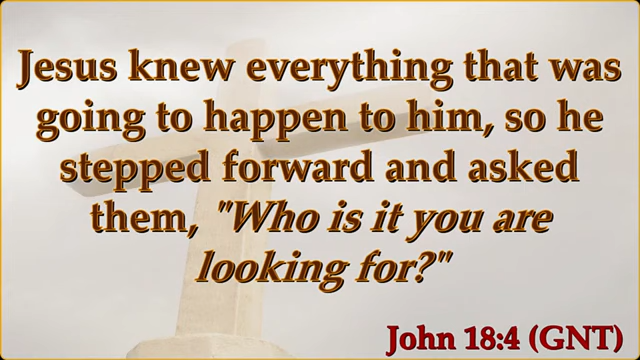 Jesus knew everything that was
going to happen to him, so he
stepped forward and asked
them, "Who is it you are
looking for?"
John 18:4 (GNT)